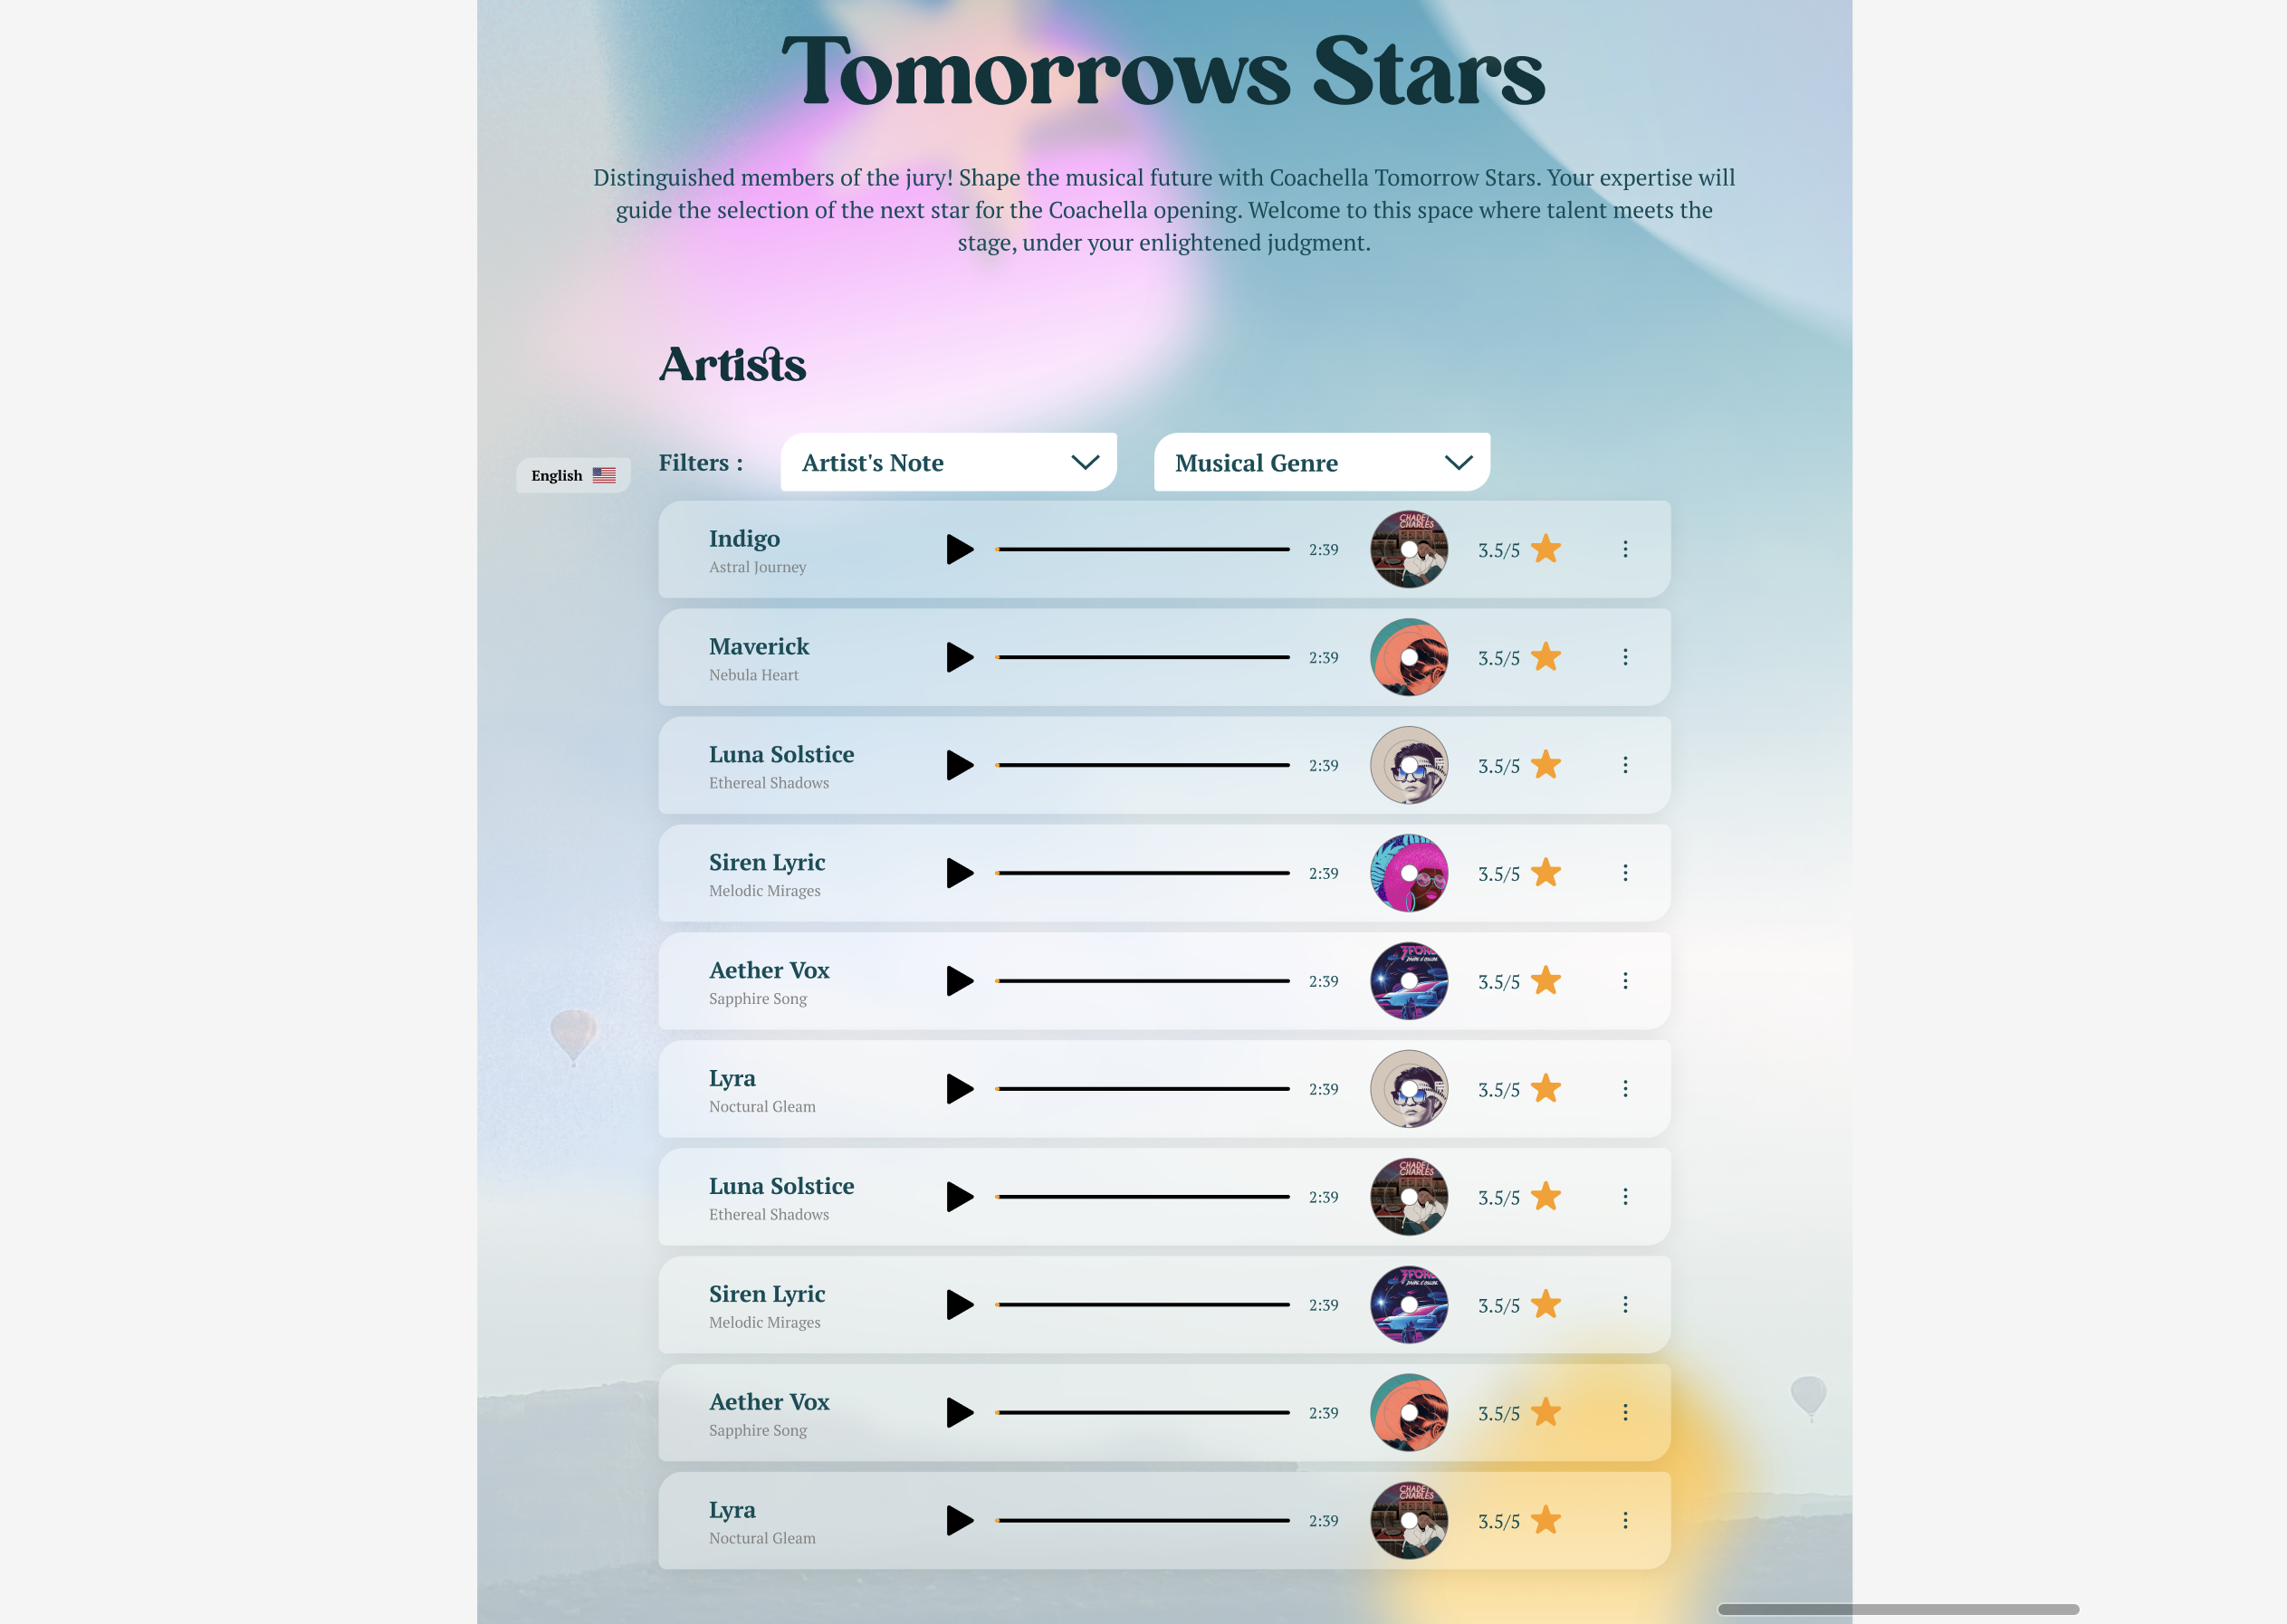 Tomorrows Stars
Distinguished members of the jury! Shape the musical future with Coachella Tomorrow Stars. Your expertise will
guide the selection of the next star for the Coachella opening. Welcome to this space where talent meets the
stage, under your enlightened judgment.
Artists
English
Filters :
Artist's Note
Musical Genre
Indigo
Astral Journey
2:39
CHADEL CHARLES
3.5/5
Maverick
Nebula Heart
2:39
3.5/5
Luna Solstice
Ethereal Shadows
2:39
3.5/5
Siren Lyric
Melodic Mirages
2:39
3.5/5
Aether Vox
Sapphire Song
2:39
3.5/5
Lyra
Noctural Gleam
2:39
3.5/5
Luna Solstice
Ethereal Shadows
2:39
3.5/5
Siren Lyric
Melodic Mirages
2:39
3.5/5
Aether Vox
Sapphire Song
2:39
3.5/5
Lyra
Noctural Gleam
2:39
3.5/5